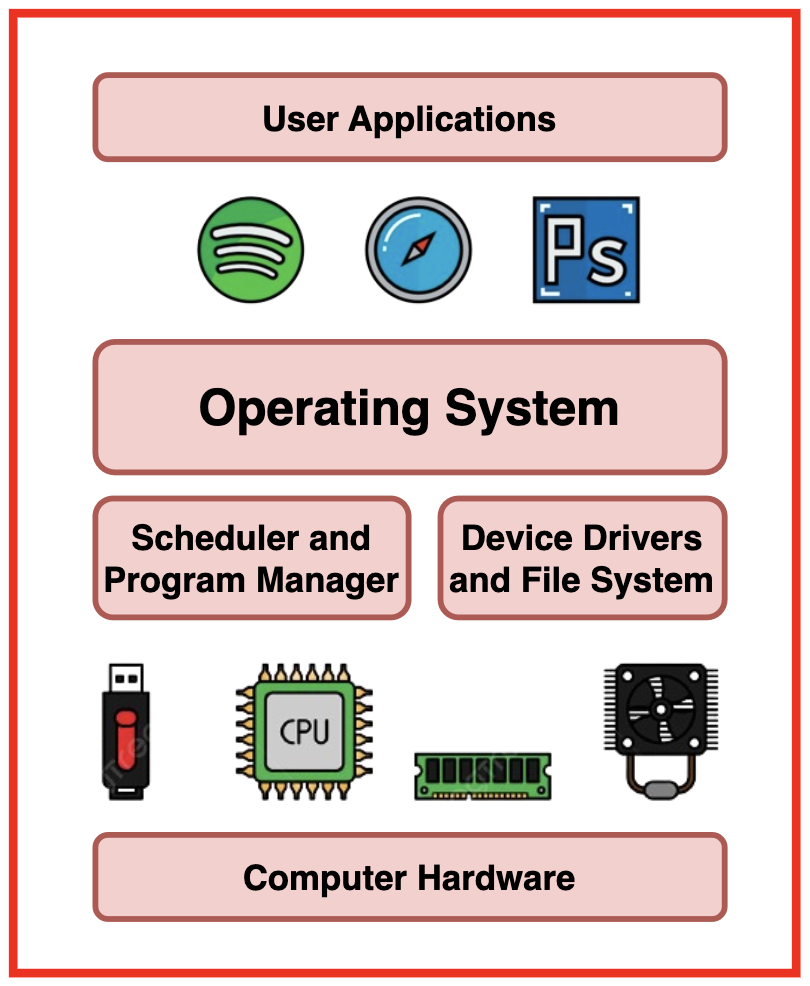 User Applications
Ps
Operating System
Scheduler and
Program Manager
Device Drivers
and File System
CPU
Computer Hardware